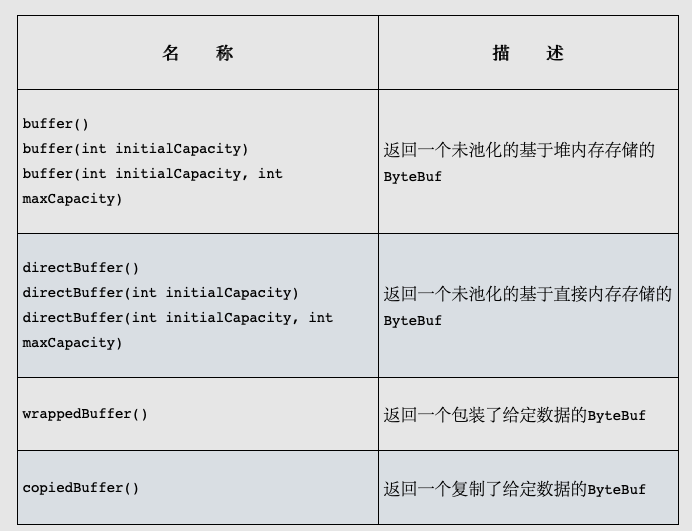 名 称 描 述
buffer()
buffer(int initialCapacity)
buffer(int initialCapacity, int
maxCapacity)
返回一个未池化的基于堆内存存储的
ByteBuf
directBuffer()
directBuffer(int initialCapacity)
directBuffer(int initialCapacity, int
maxCapacity)
返回一个未池化的基于直接内存存储的
ByteBuf
wrappedBuffer() 返回一个包装了给定数据的ByteBuf
copiedBuffer() 返回一个复制了给定数据的ByteBuf